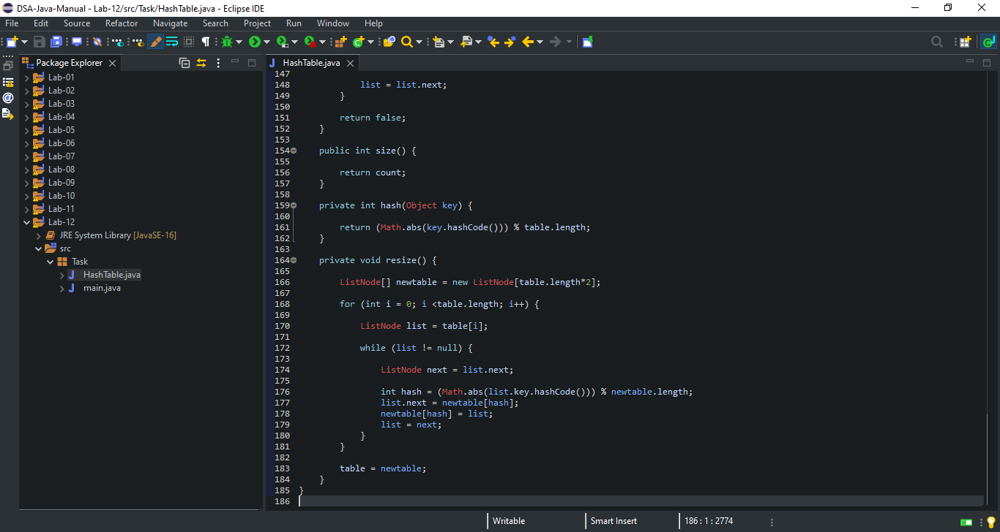 DSA-Java-Manual - Lab-12/src/Task/HashTable.java - Eclipse IDE
File Edit Source Refactor Navigate Search Project Run Window Help
Package Explorer
Lab-01
Lab-02
Lab-03
Lab-04
Lab-05
Lab-06
Lab-07
Lab-08
Lab-09
Lab-10
Lab-11
Lab-12
JRE System Library [JavaSE-16]
src
Task
HashTable.java
main.java
HashTable.java
147
148 list = list.next;
149 }
150
151 return false;
152 }
153
154 public int size() {
155
156 return count;
157 }
158
159 private int hash(Object key) {
160
161 return (Math.abs(key.hashCode())) % table.length;
162 }
163
164 private void resize() {
165
166 ListNode[] newtable = new ListNode[table.length*2];
167
168 for (int i = 0; i <table.length; i++) {
169
170 ListNode list = table[i];
171
172 while (list != null) {
173
174 ListNode next = list.next;
175
176 int hash = (Math.abs(list.key.hashCode())) % newtable.length;
177 list.next = newtable[hash];
178 newtable[hash] = list;
179 list = next;
180 }
181 }
182
183 table = newtable;
184 }
185 }
186
Writable Smart Insert 186 : 1 : 2774